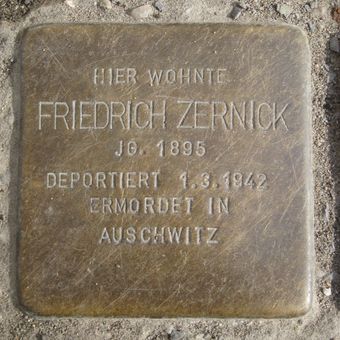 HIER WOHNTE
FRIEDRICH ZERNICK
JG. 1895
DEPORTIERT 1.3.1942
ERMORDET IN
AUSCHWITZ